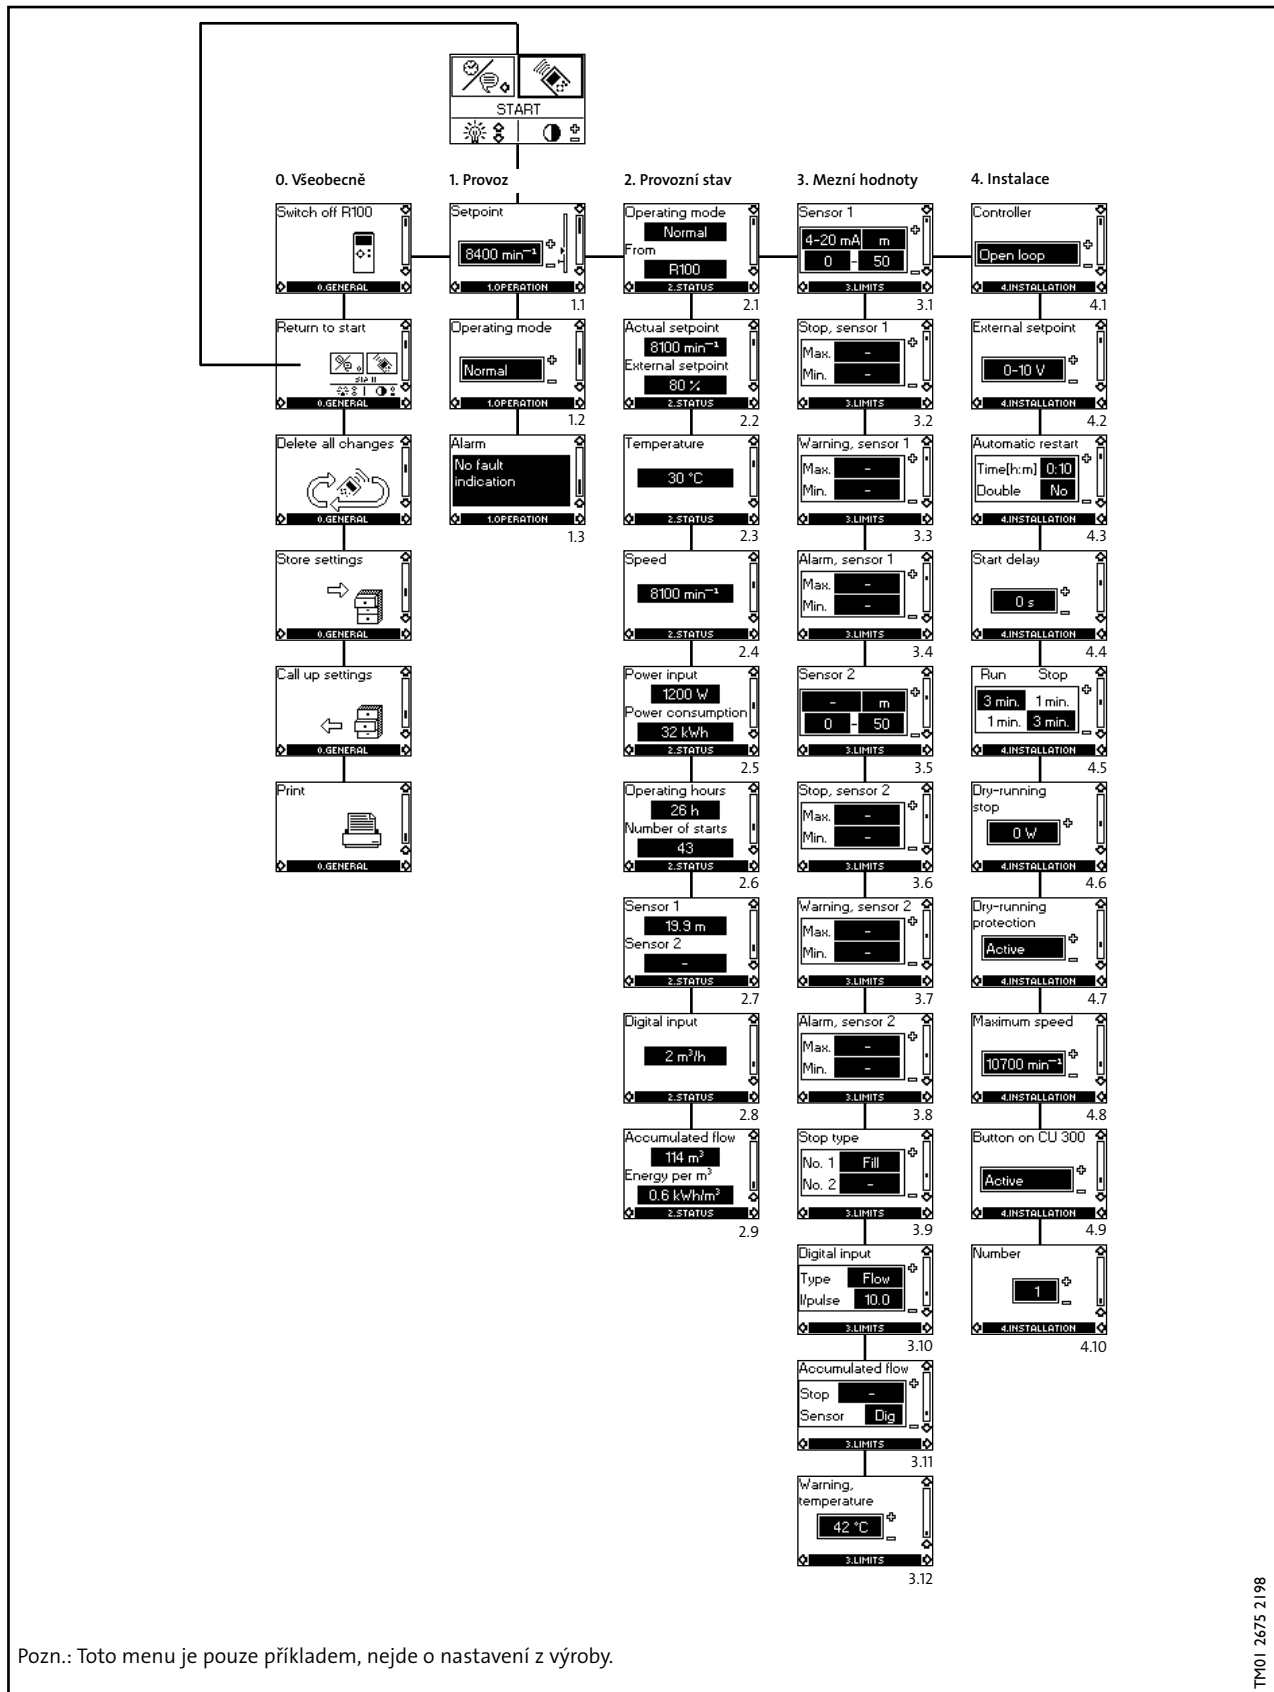 START
0. Všeobecně
1. Provoz
2. Provozní stav
3. Mezní hodnoty
4. Instalace
Switch off R100
0.GENERAL
Return to start
START
0.GENERAL
Delete all changes
0.GENERAL
Store settings
0.GENERAL
Call up settings
0.GENERAL
Print
0.GENERAL
Setpoint
8400 min⁻¹
1.OPERATION
1.1
Operating mode
Normal
1.OPERATION
1.2
Alarm
No fault
indication
1.OPERATION
1.3
Operating mode
Normal
From
R100
2.STATUS
2.1
Actual setpoint
8100 min⁻¹
External setpoint
80 %
2.STATUS
2.2
Temperature
30 °C
2.STATUS
2.3
Speed
8100 min⁻¹
2.STATUS
2.4
Power input
1200 W
Power consumption
32 kWh
2.STATUS
2.5
Operating hours
26 h
Number of starts
43
2.STATUS
2.6
Sensor 1
19.9 m
Sensor 2
-
2.STATUS
2.7
Digital input
2 m³/h
2.STATUS
2.8
Accumulated flow
114 m³
Energy per m³
0.6 kWh/m³
2.STATUS
2.9
Sensor 1
4-20 mA m
0 - 50
3.LIMITS
3.1
Stop, sensor 1
Max. -
Min. -
3.LIMITS
3.2
Warning, sensor 1
Max. -
Min. -
3.LIMITS
3.3
Alarm, sensor 1
Max. -
Min. -
3.LIMITS
3.4
Sensor 2
- m
0 - 50
3.LIMITS
3.5
Stop, sensor 2
Max. -
Min. -
3.LIMITS
3.6
Warning, sensor 2
Max. -
Min. -
3.LIMITS
3.7
Alarm, sensor 2
Max. -
Min. -
3.LIMITS
3.8
Stop type
No. 1 Fill
No. 2 -
3.LIMITS
3.9
Digital input
Type Flow
l/pulse 10.0
3.LIMITS
3.10
Accumulated flow
Stop -
Sensor Dig
3.LIMITS
3.11
Warning,
temperature
42 °C
3.LIMITS
3.12
Controller
Open loop
4.INSTALLATION
4.1
External setpoint
0-10 V
4.INSTALLATION
4.2
Automatic restart
Time[h:m] 0:10
Double No
4.INSTALLATION
4.3
Start delay
0 s
4.INSTALLATION
4.4
Run Stop
3 min. 1 min.
1 min. 3 min.
4.INSTALLATION
4.5
Dry-running
stop
0 W
4.INSTALLATION
4.6
Dry-running
protection
Active
4.INSTALLATION
4.7
Maximum speed
10700 min⁻¹
4.INSTALLATION
4.8
Button on CU 300
Active
4.INSTALLATION
4.9
Number
1
4.INSTALLATION
4.10
Pozn.: Toto menu je pouze příkladem, nejde o nastavení z výroby.
TM01 2675 2198